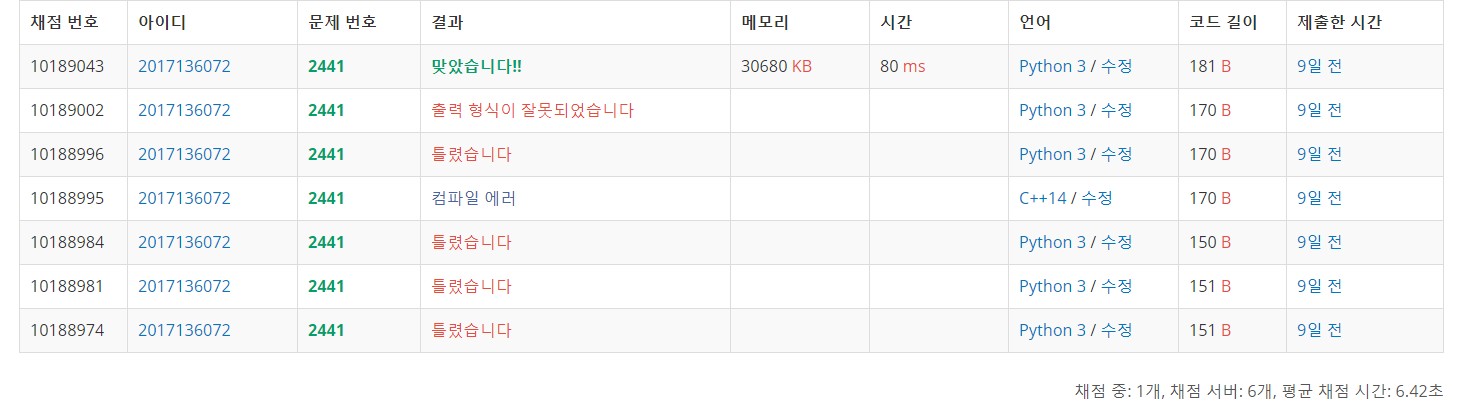 채점 번호 아이디 문제 번호 결과 메모리 시간 언어 코드 길이 제출한 시간
10189043 2017136072 2441 맞았습니다!! 30680 KB 80 ms Python 3 / 수정 181 B 9일 전
10189002 2017136072 2441 출력 형식이 잘못되었습니다 Python 3 / 수정 170 B 9일 전
10188996 2017136072 2441 틀렸습니다 Python 3 / 수정 170 B 9일 전
10188995 2017136072 2441 컴파일 에러 C++14 / 수정 170 B 9일 전
10188984 2017136072 2441 틀렸습니다 Python 3 / 수정 150 B 9일 전
10188981 2017136072 2441 틀렸습니다 Python 3 / 수정 151 B 9일 전
10188974 2017136072 2441 틀렸습니다 Python 3 / 수정 151 B 9일 전
채점 중: 1개, 채점 서버: 6개, 평균 채점 시간: 6.42초